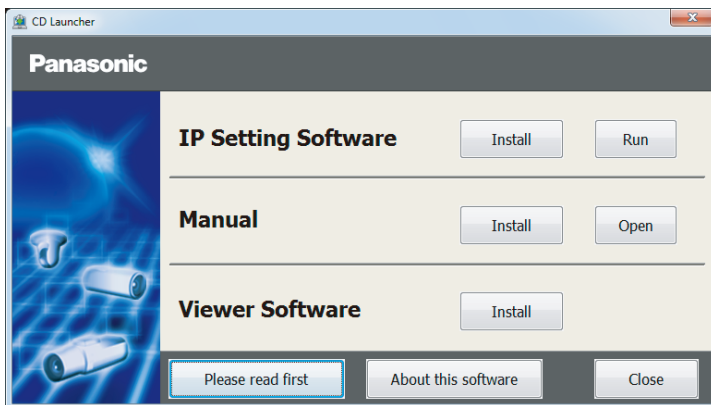 CD Launcher
Panasonic
IP Setting Software Install Run
Manual Install Open
Viewer Software Install
Please read first About this software Close